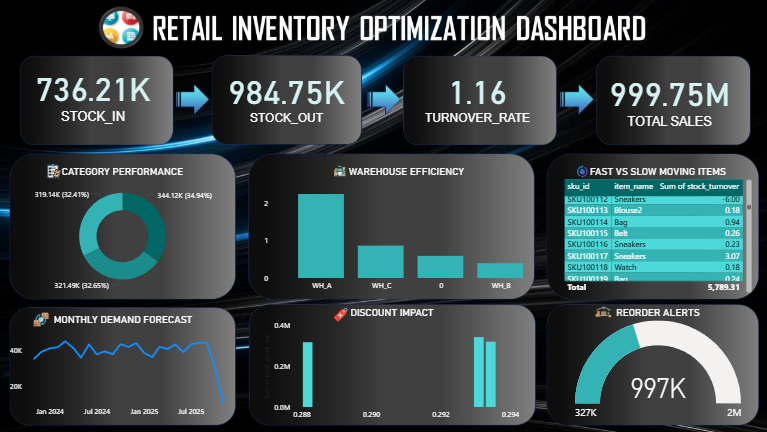 RETAIL INVENTORY OPTIMIZATION DASHBOARD
736.21K
STOCK_IN
984.75K
STOCK_OUT
1.16
TURNOVER_RATE
999.75M
TOTAL SALES
CATEGORY PERFORMANCE
319.14K (32.41%)
344.12K (34.94%)
321.49K (32.65%)
WAREHOUSE EFFICIENCY
2
1
0
WH_A WH_C 0 WH_B
FAST VS SLOW MOVING ITEMS
sku_id item_name Sum of stock_turnover
SKU100112 Sneakers -6.00
SKU100113 Blouse2 0.18
SKU100114 Bag 0.94
SKU100115 Belt 0.26
SKU100116 Sneakers 0.23
SKU100117 Sneakers 3.07
SKU100118 Watch 0.18
SKU100119 Bag 0.24
Total 5,789.31
MONTHLY DEMAND FORECAST
40K
20K
Jan 2024 Jul 2024 Jan 2025 Jul 2025
DISCOUNT IMPACT
0.4M
0.2M
0.0M
0.288 0.290 0.292 0.294
REORDER ALERTS
997K
327K 2M